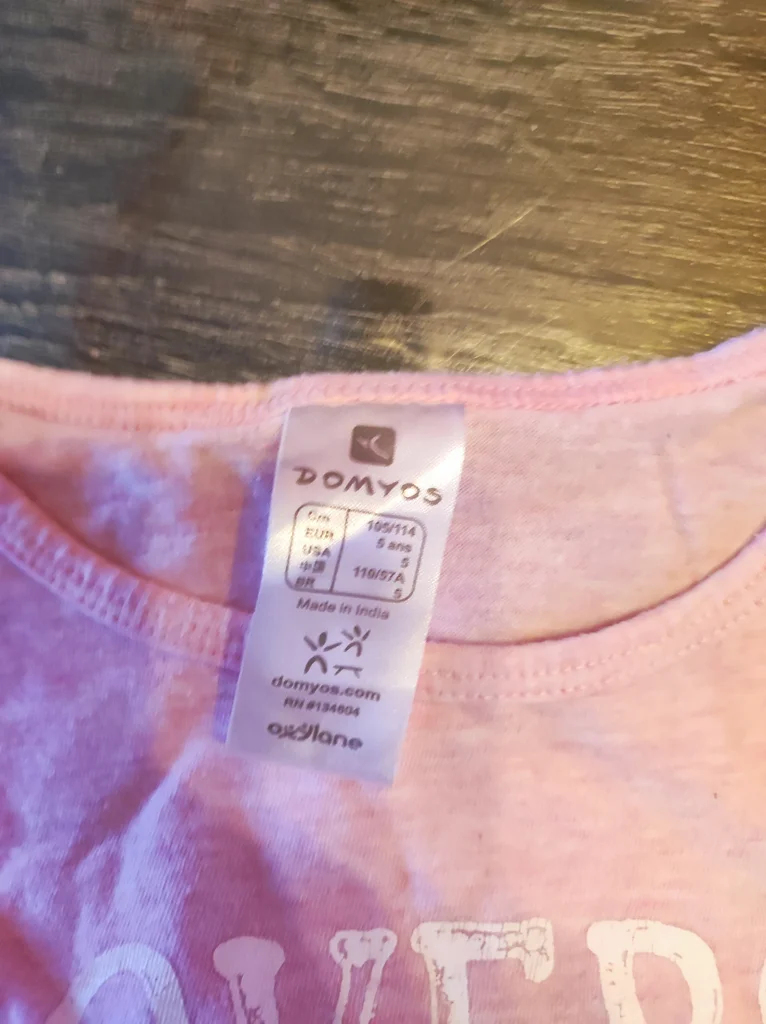 DOMYOS
Cm 105/114
EUR 5 ans
USA 5
中国 110/57A
BR 5
Made in India
domyos.com
RN #134604
oxylane